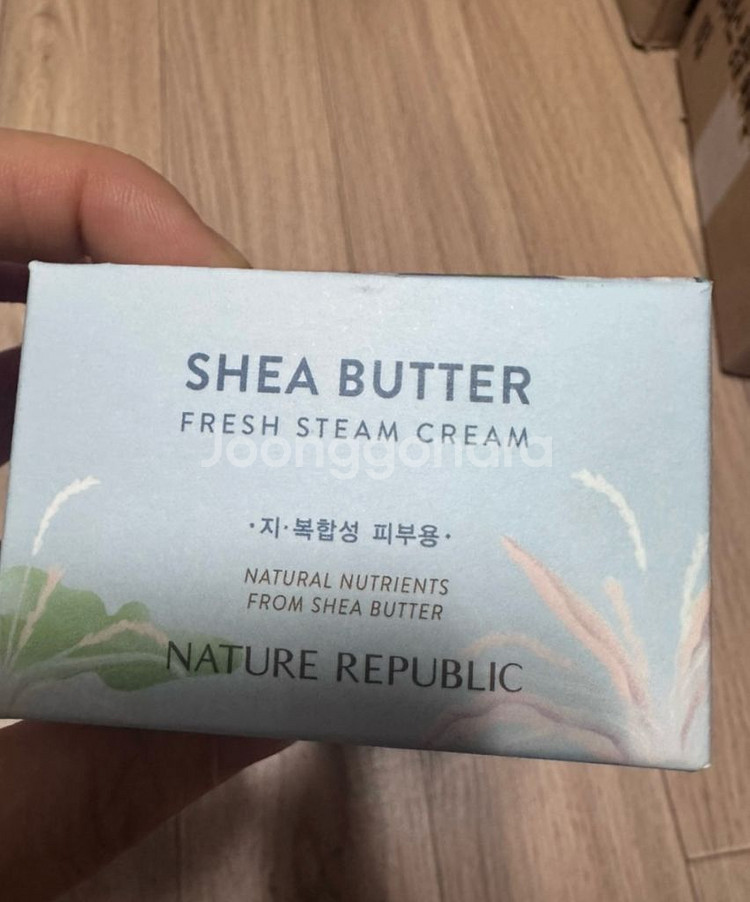 SHEA BUTTER
FRESH STEAM CREAM
Joonggonara
·지·복합성 피부용·
NATURAL NUTRIENTS
FROM SHEA BUTTER
NATURE REPUBLIC